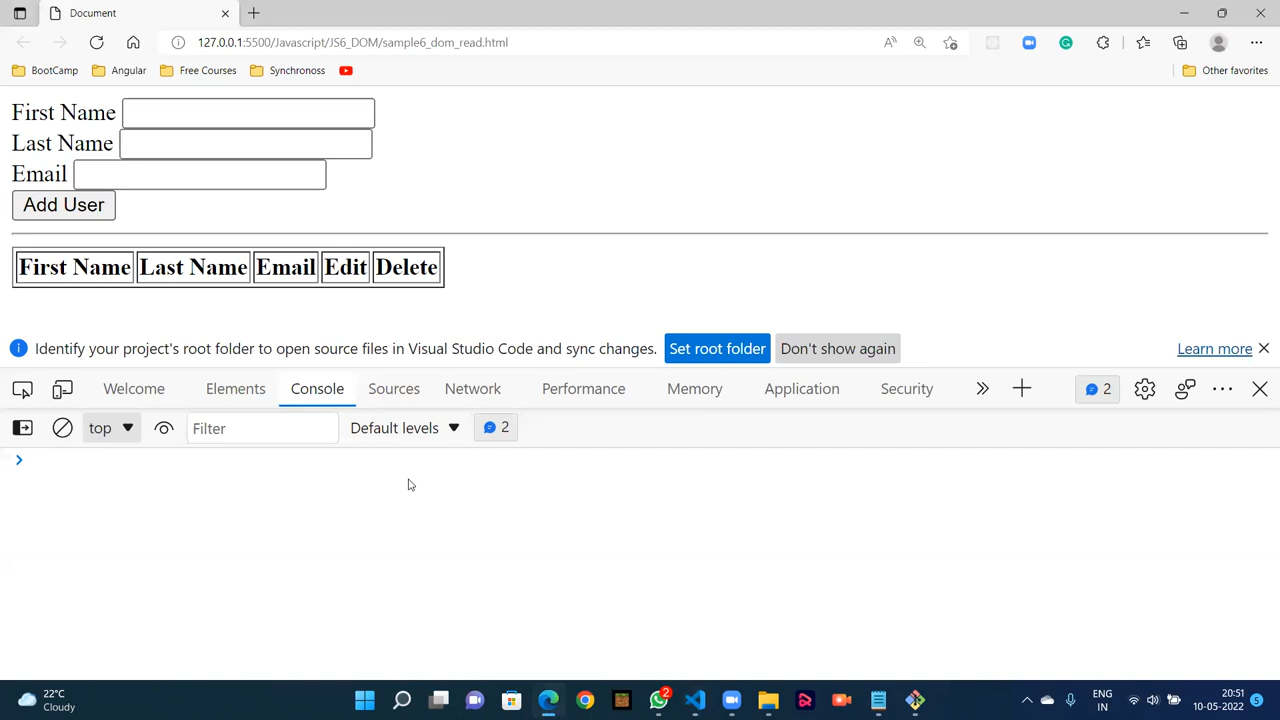 Document
127.0.0.1:5500/Javascript/JS6_DOM/sample6_dom_read.html
BootCamp Angular Free Courses Synchronoss Other favorites
First Name
Last Name
Email
Add User
First Name Last Name Email Edit Delete
Identify your project's root folder to open source files in Visual Studio Code and sync changes. Set root folder Don't show again Learn more
Welcome Elements Console Sources Network Performance Memory Application Security 2
top Filter Default levels 2
22°C
Cloudy
2
ENG
IN
20:51
10-05-2022
5